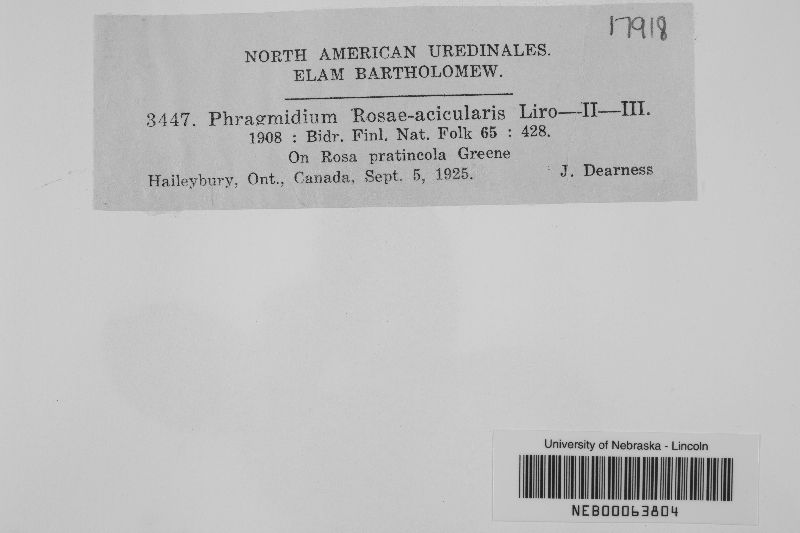 17918
NORTH AMERICAN UREDINALES.
ELAM BARTHOLOMEW.
3447. Phragmidium Rosae-acicularis Liro—II—III.
1908 : Bidr. Finl. Nat. Folk 65 : 428.
On Rosa pratincola Greene
Haileybury, Ont., Canada, Sept. 5, 1925. J. Dearness
University of Nebraska - Lincoln
NEB00063804